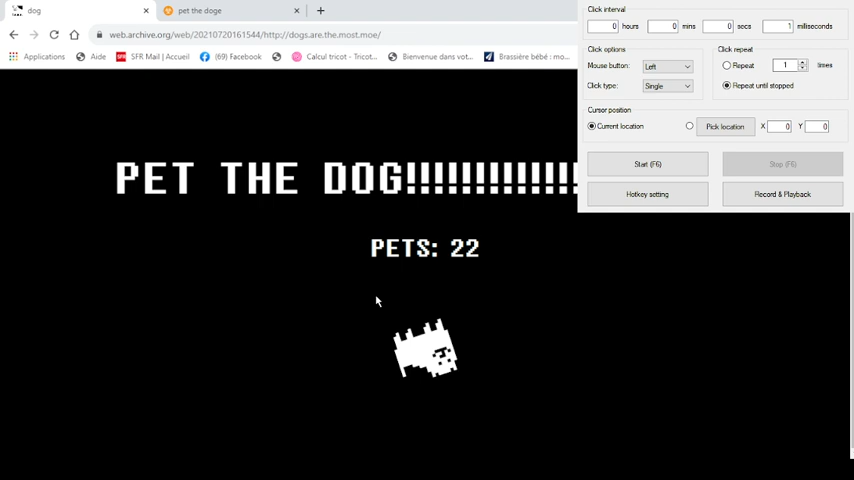 dog
pet the doge
web.archive.org/web/20210720161544/http://dogs.are.the.most.moe/
Applications
Aide
SFR Mail | Accueil
(69) Facebook
Calcul tricot - Tricot...
Bienvenue dans vot...
Brassière bébé : mo...
PET THE DOG!!!!!!!!!!!!!
PETS: 22
Click interval
0 hours
0 mins
0 secs
1 miliseconds
Click options
Mouse button: Left
Click type: Single
Click repeat
Repeat 1 times
Repeat until stopped
Cursor position
Current location
Pick location
X 0 Y 0
Start (F6)
Stop (F6)
Hotkey setting
Record & Playback